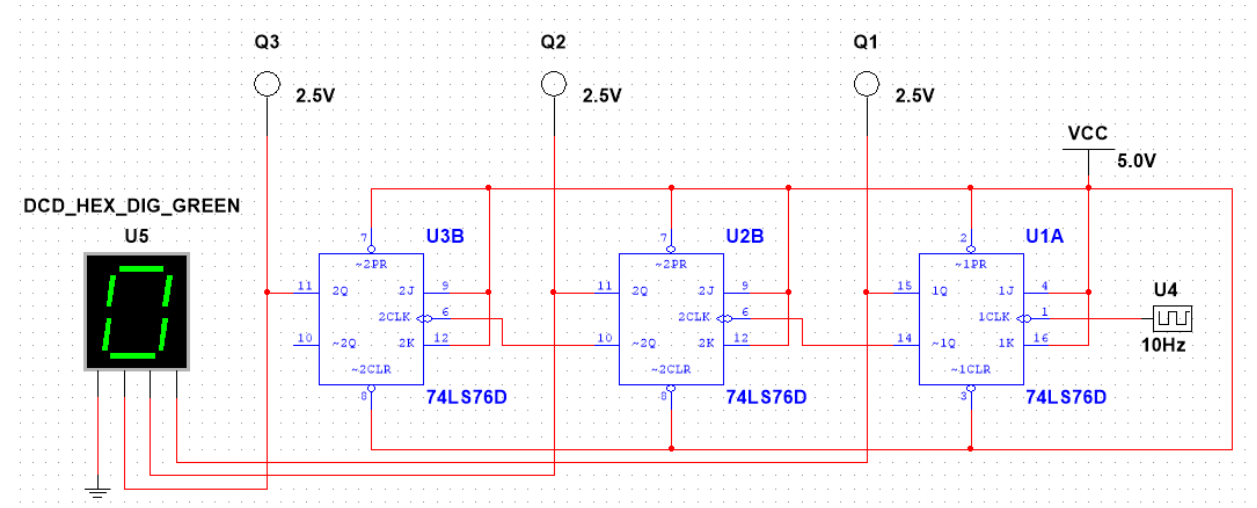 Q3
Q2
Q1
2.5V
2.5V
2.5V
VCC
5.0V
DCD_HEX_DIG_GREEN
U5
0
7
U3B
~2PR
11
2Q
2J
9
2CLK
6
10
~2Q
2K
12
~2CLR
8
74LS76D
7
U2B
~2PR
11
2Q
2J
9
2CLK
6
10
~2Q
2K
12
~2CLR
8
74LS76D
2
U1A
~1PR
15
1Q
1J
4
1CLK
1
14
~1Q
1K
16
~1CLR
3
74LS76D
U4
10Hz